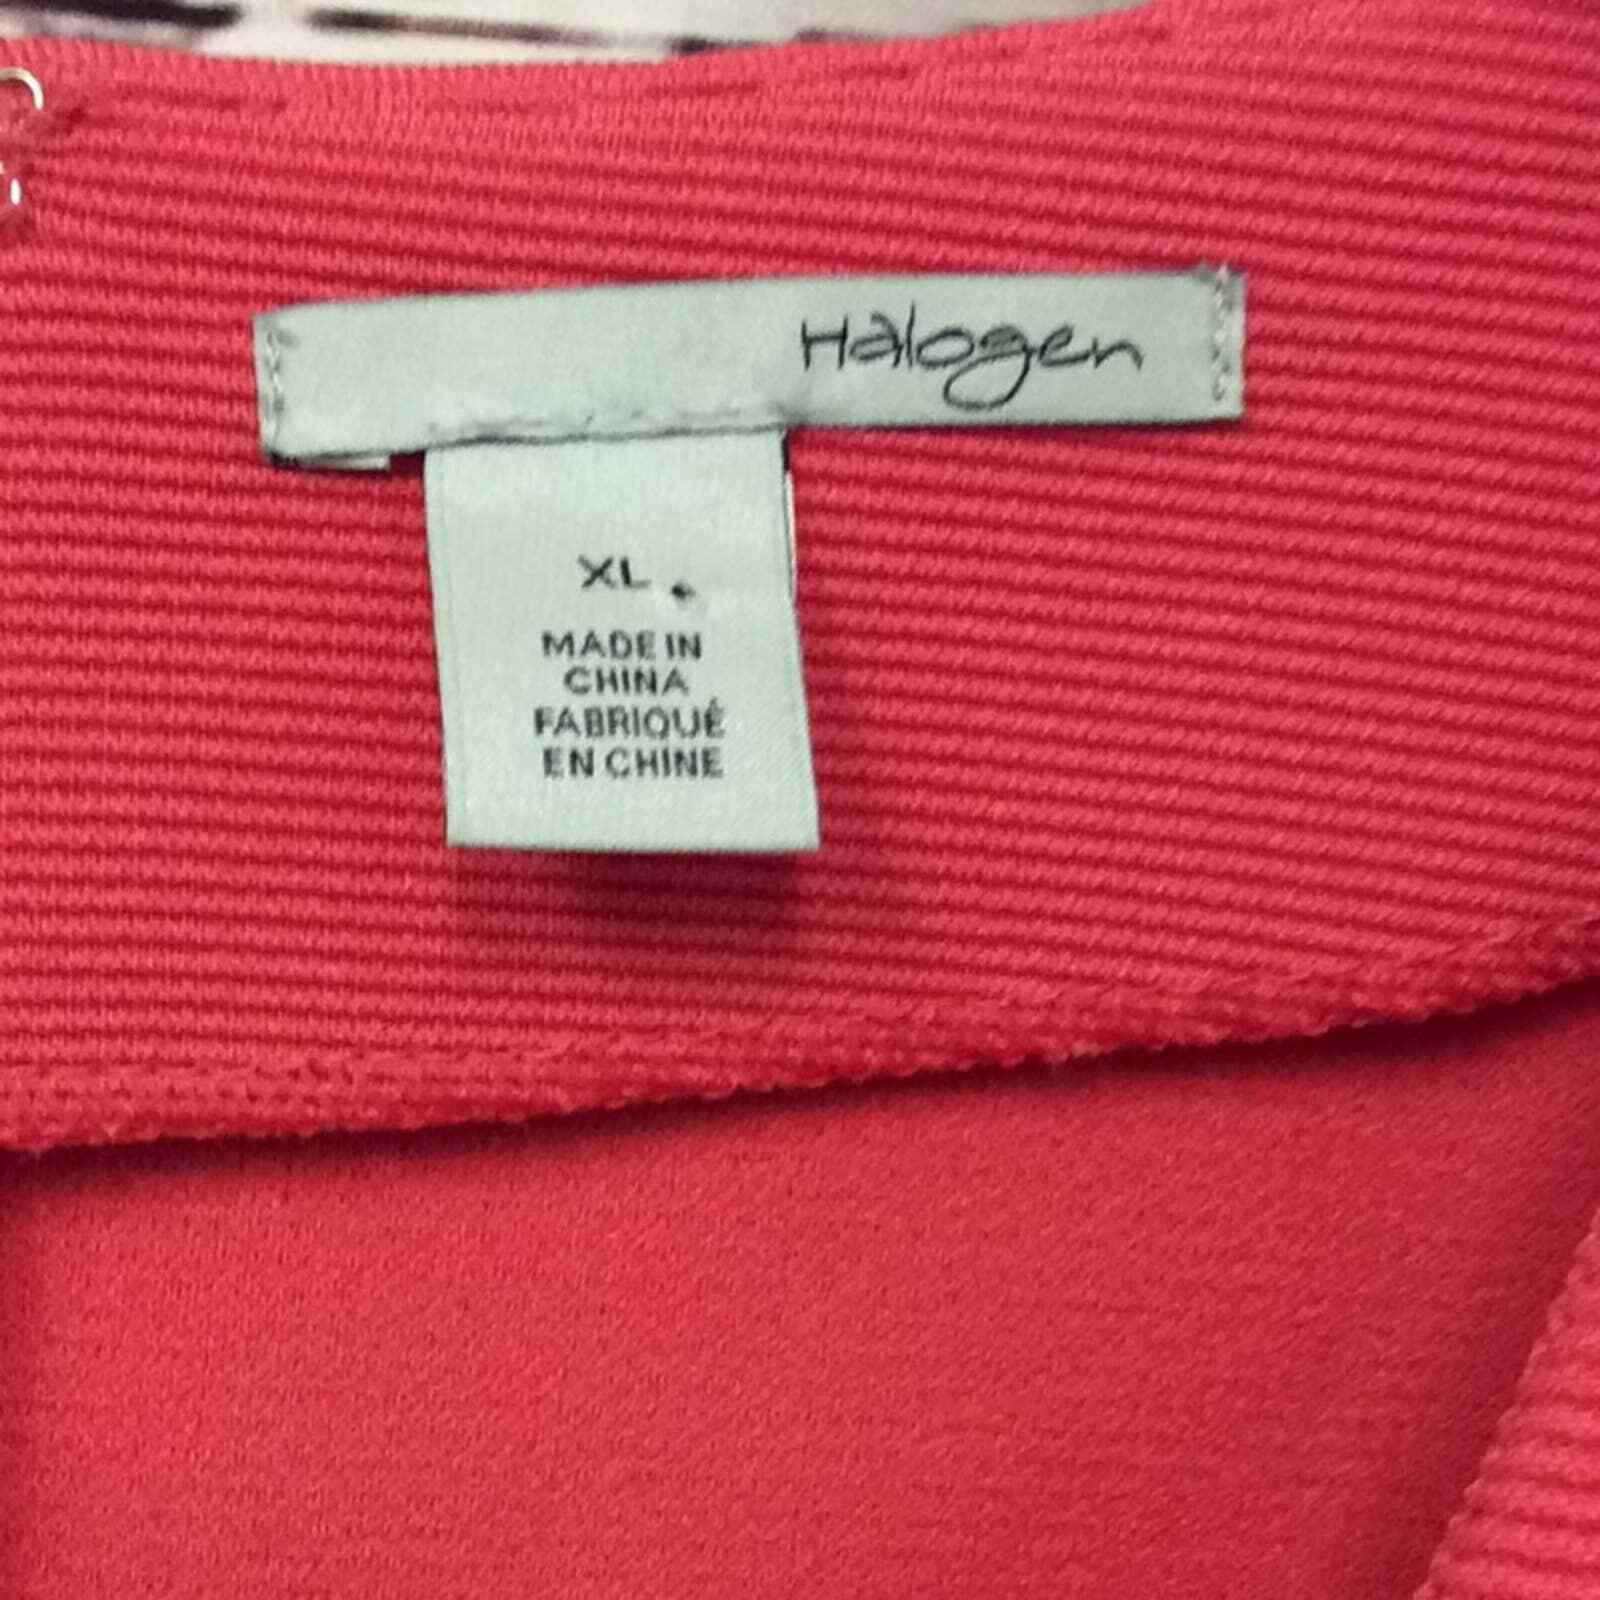 Halogen
XL
MADE IN
CHINA
FABRIQUÉ
EN CHINE